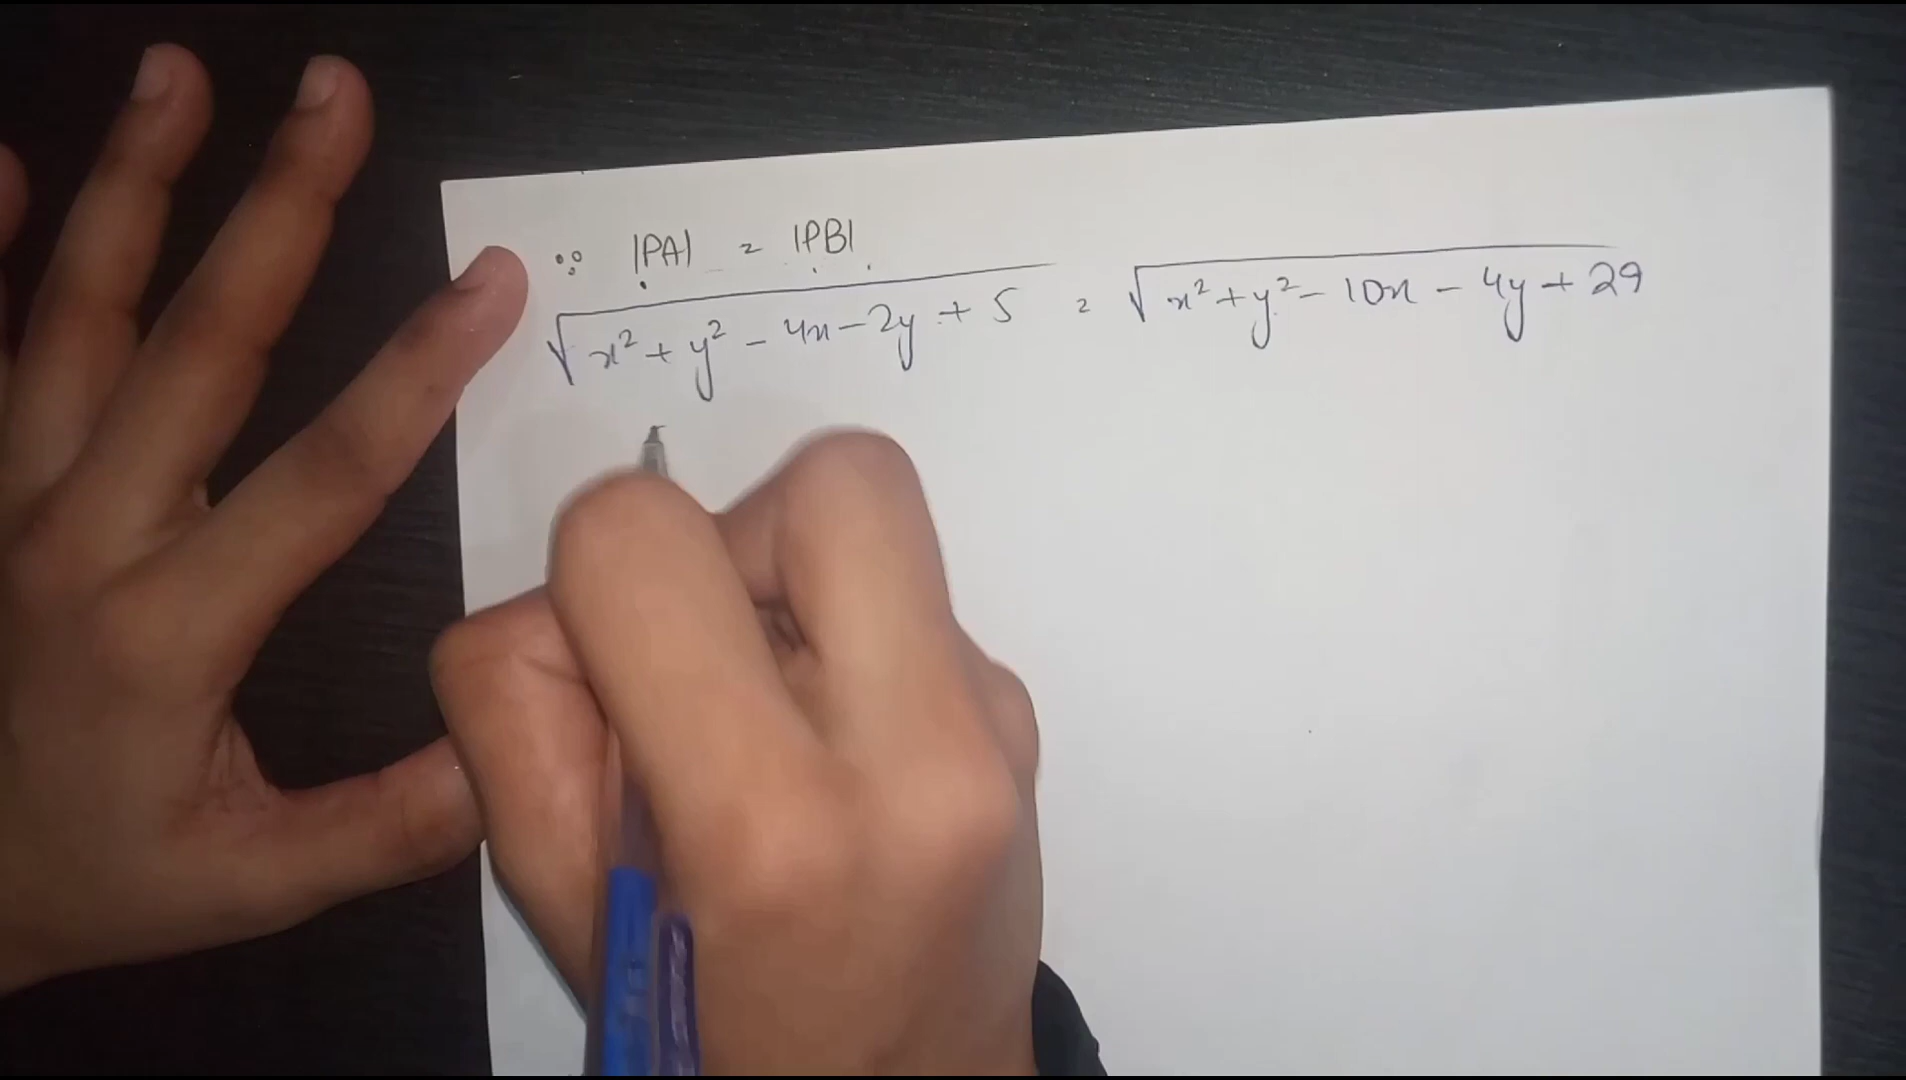 ∵ |PA| = |PB|
√x² + y² - 4x - 2y + 5 = √x² + y² - 10x - 4y + 29